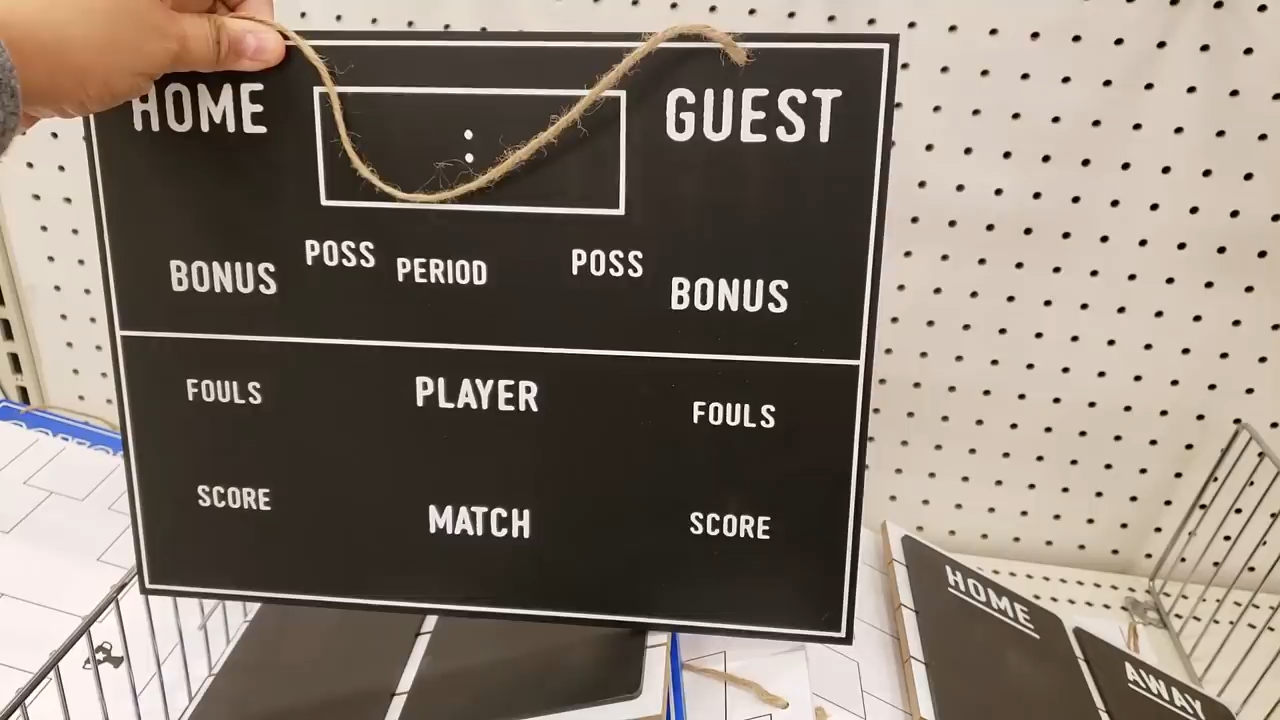 HOME : GUEST
BONUS POSS PERIOD POSS BONUS
FOULS PLAYER FOULS
SCORE MATCH SCORE
HOME
AWAY